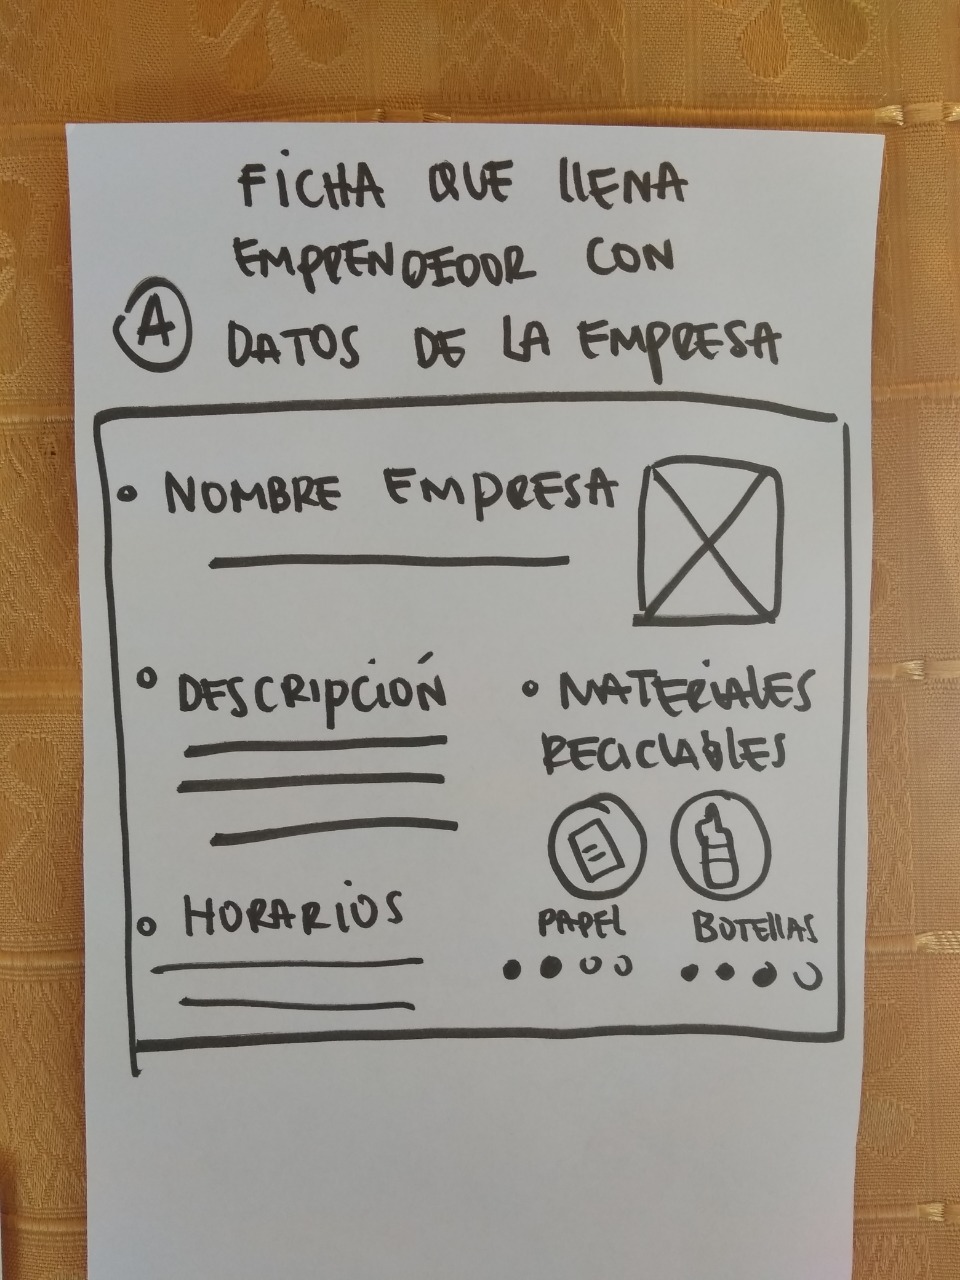 FICHA QUE LLENA
EMPRENDEDOR CON
A DATOS DE LA EMPRESA
• NOMBRE EMPRESA
• DESCRIPCIÓN
• MATERIALES
RECICLABLES
PAPEL
BOTELLAS
• HORARIOS